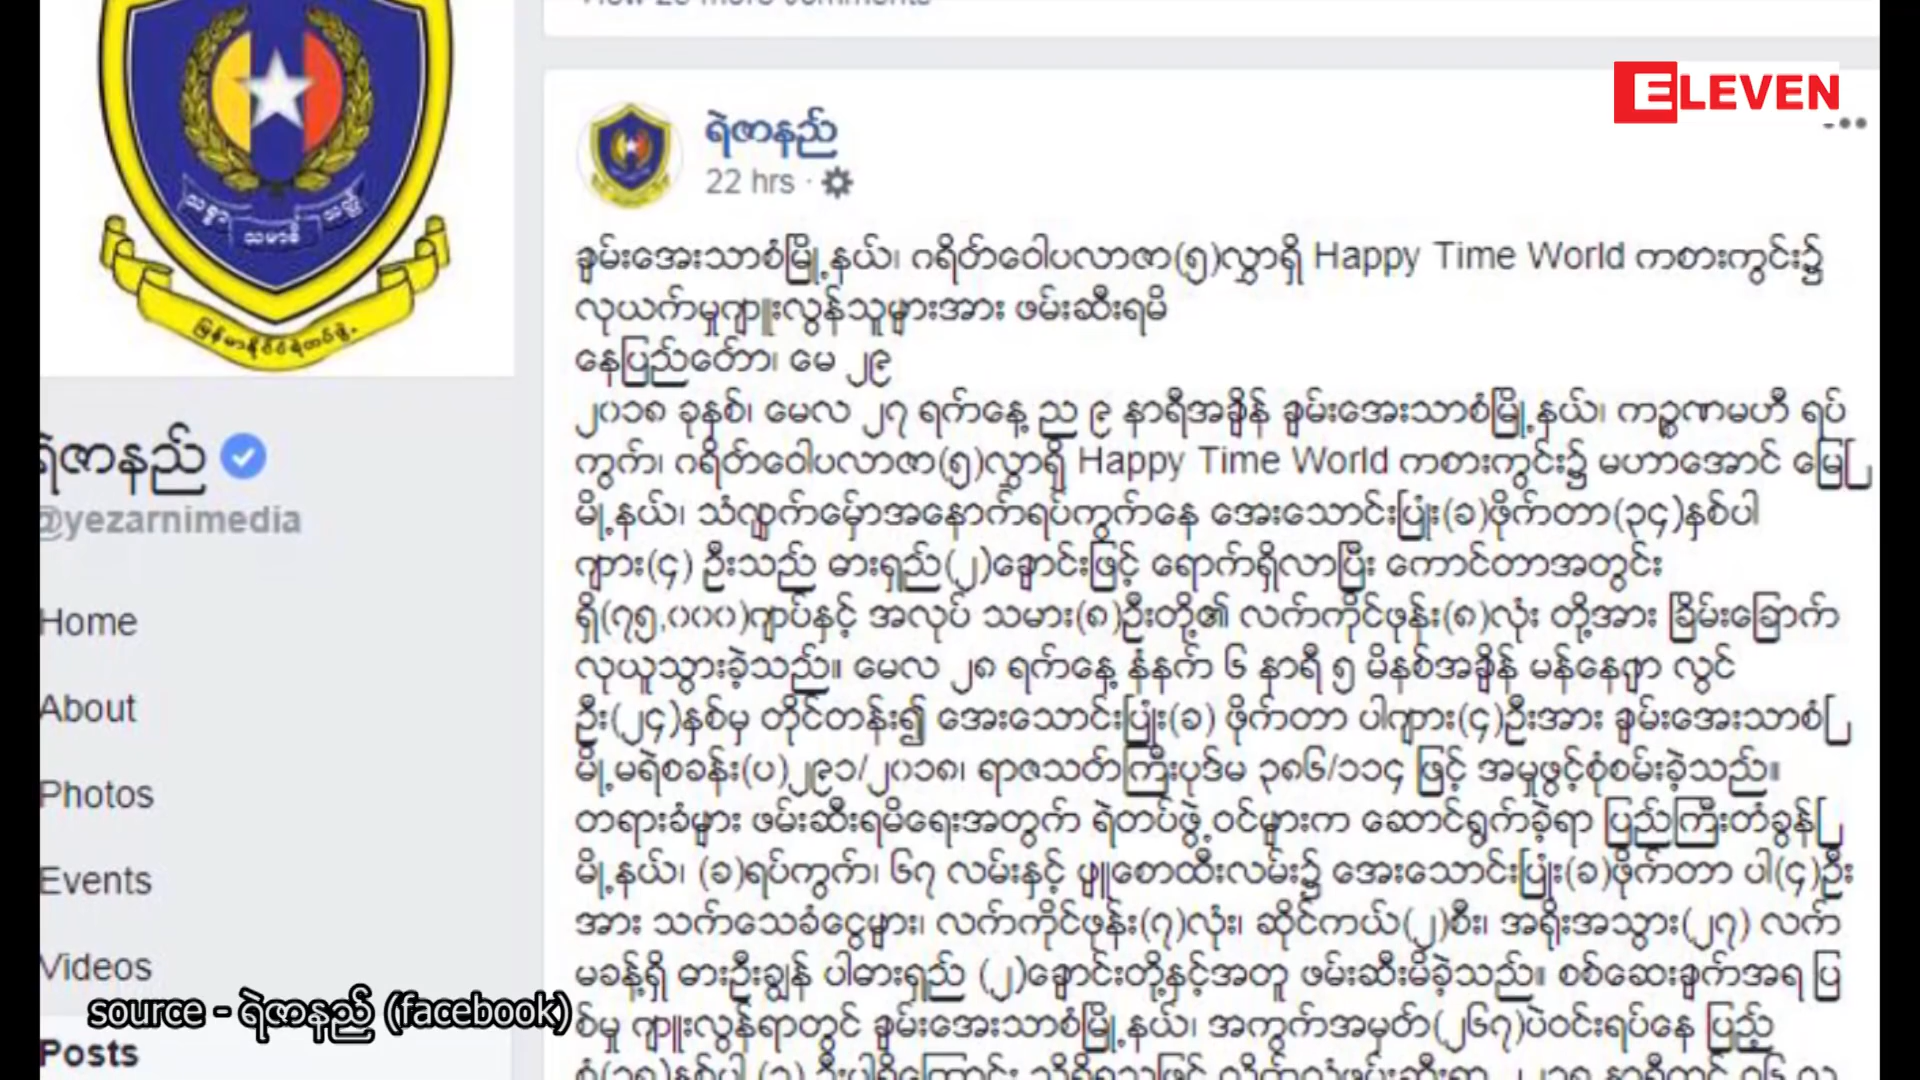 ELEVEN
သစ္စာ
သမာဓိ
မြန်မာနိုင်ငံရဲတပ်ဖွဲ့
ရဲဇာနည်
@yezarnimedia
Home
About
Photos
Events
Videos
Posts
source - ရဲဇာနည် (facebook)
ရဲဇာနည်
22 hrs ·
ချမ်းအေးသာစံမြို့နယ်၊ ဂရိတ်ဝေါပလာဇာ(၅)လွှာရှိ Happy Time World ကစားကွင်း၌
လုယက်မှုကျူးလွန်သူများအား ဖမ်းဆီးရမိ
နေပြည်တော်၊ မေ ၂၉
၂၀၁၈ ခုနှစ်၊ မေလ ၂၇ ရက်နေ့ ည ၉ နာရီအချိန် ချမ်းအေးသာစံမြို့နယ်၊ ကဉ္စဏမဟီ ရပ်
ကွက်၊ ဂရိတ်ဝေါပလာဇာ(၅)လွှာရှိ Happy Time World ကစားကွင်း၌ မဟာအောင် မြေမြ
ို့နယ်၊ သံလျက်မှော်အနောက်ရပ်ကွက်နေ အေးသောင်းပြုံး(ခ)ဖိုက်တာ(၃၄)နှစ်ပါ
ကျား(၄) ဦးသည် ဓားရှည်(၂)ချောင်းဖြင့် ရောက်ရှိလာပြီး ကောင်တာအတွင်း
ရှိ(၇၅,၀၀၀)ကျပ်နှင့် အလုပ် သမား(၈)ဦးတို့၏ လက်ကိုင်ဖုန်း(၈)လုံး တို့အား ခြိမ်းခြောက်
လုယူသွားခဲ့သည်။ မေလ ၂၈ ရက်နေ့ နံနက် ၆ နာရီ ၅ မိနစ်အချိန် မန်နေဂျာ လွင်
ဦး(၂၄)နှစ်မှ တိုင်တန်း၍ အေးသောင်းပြုံး(ခ) ဖိုက်တာ ပါကျား(၄)ဦးအား ချမ်းအေးသာစံမြ
ို့မရဲစခန်း(ပ)၂၉၁/၂၀၁၈၊ ရာဇသတ်ကြီးပုဒ်မ ၃၈၆/၁၁၄ ဖြင့် အမှုဖွင့်စုံစမ်းခဲ့သည်။
တရားခံများ ဖမ်းဆီးရမိရေးအတွက် ရဲတပ်ဖွဲ့ဝင်များက ဆောင်ရွက်ခဲ့ရာ ပြည်ကြီးတံခွန်မြ
ို့နယ်၊ (ခ)ရပ်ကွက်၊ ၆၇ လမ်းနှင့် ပျူစောထီးလမ်း၌ အေးသောင်းပြုံး(ခ)ဖိုက်တာ ပါ(၄)ဦး
အား သက်သေခံငွေများ၊ လက်ကိုင်ဖုန်း(၇)လုံး၊ ဆိုင်ကယ်(၂)စီး၊ အရိုးအသွား(၂၇) လက်
မခန့်ရှိ ဓားဦးချွန် ပါဓားရှည် (၂)ချောင်းတို့နှင့်အတူ ဖမ်းဆီးမိခဲ့သည်။ စစ်ဆေးချက်အရ ပြ
စ်မှု ကျူးလွန်ရာတွင် ချမ်းအေးသာစံမြို့နယ်၊ အကွက်အမှတ်(၂၆၇)ပဲဝင်းရပ်နေ ပြည့်